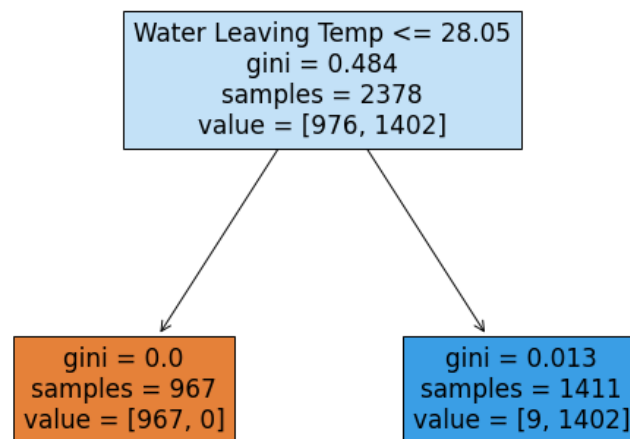 Water Leaving Temp <= 28.05
gini = 0.484
samples = 2378
value = [976, 1402]
gini = 0.0
samples = 967
value = [967, 0]
gini = 0.013
samples = 1411
value = [9, 1402]